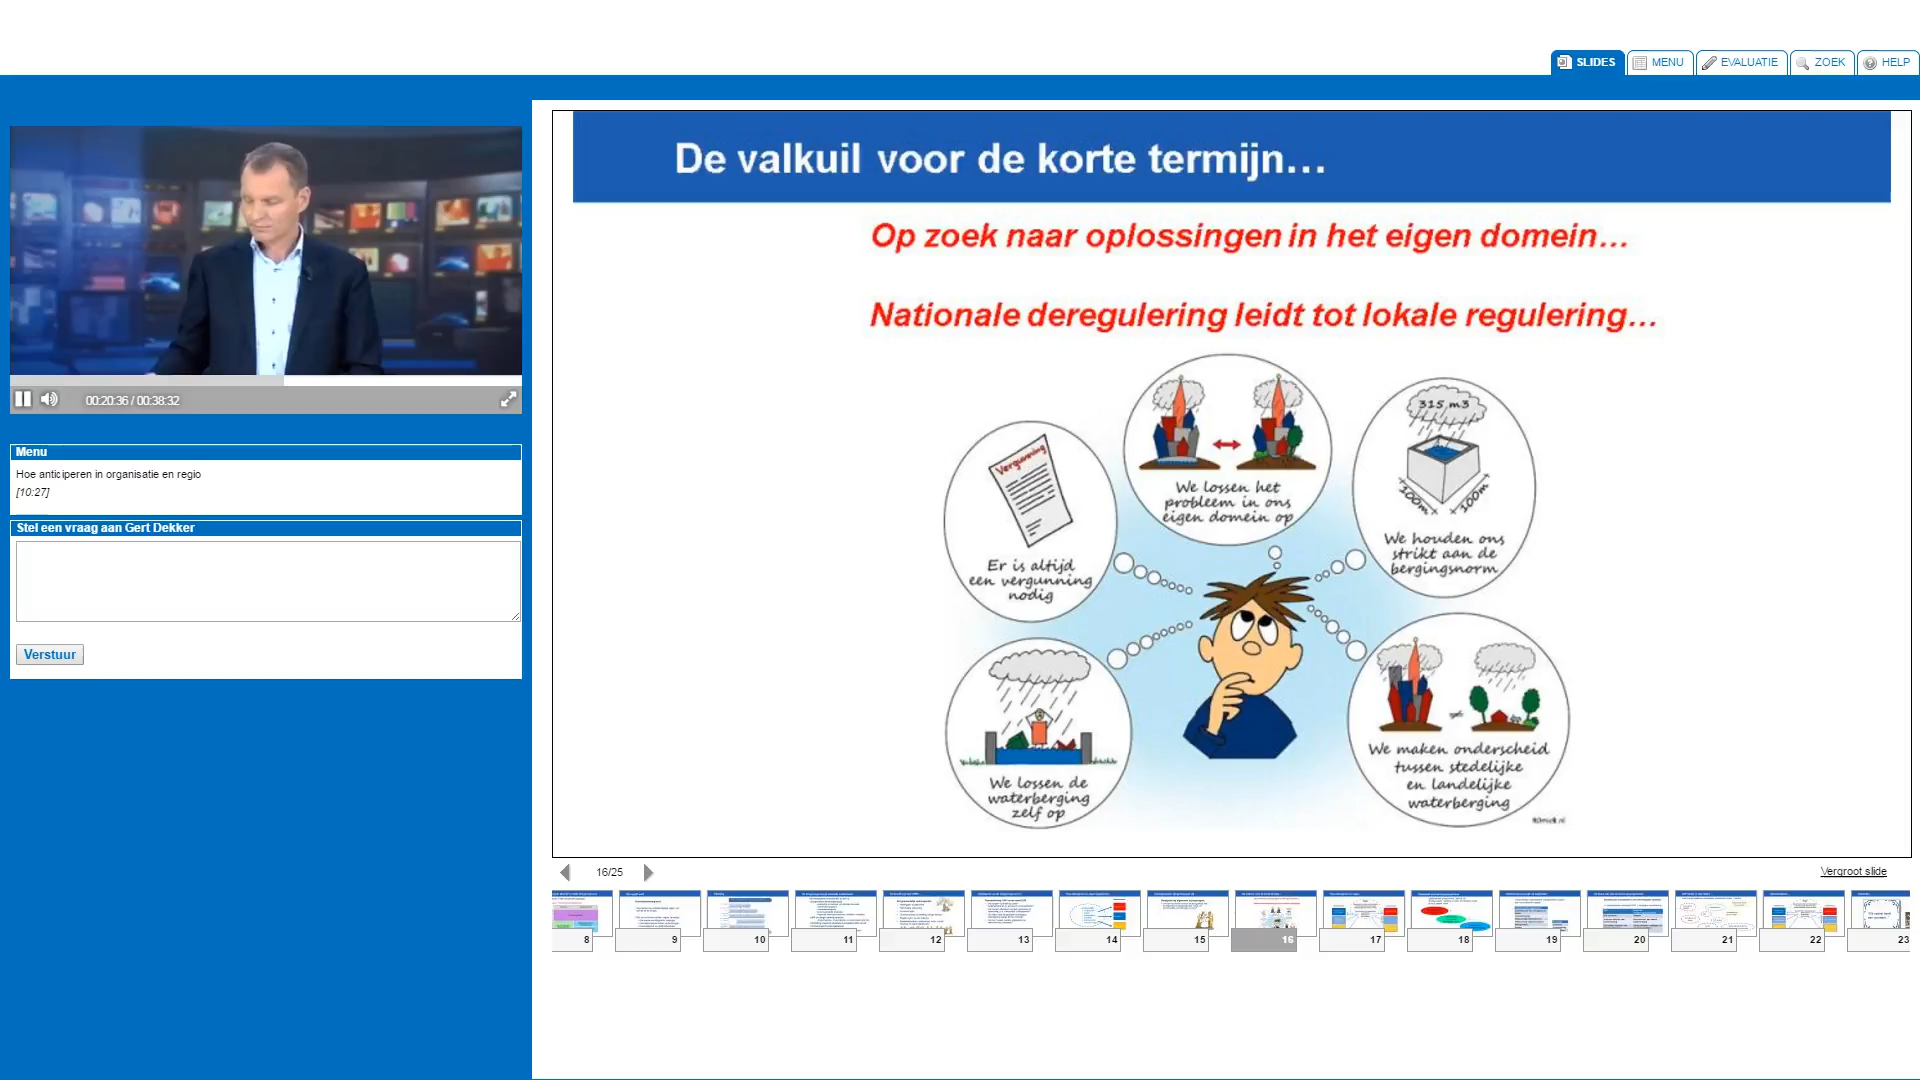 SLIDES
MENU
EVALUATIE
ZOEK
HELP
De valkuil voor de korte termijn...
Op zoek naar oplossingen in het eigen domein...
Nationale deregulering leidt tot lokale regulering...
Vergunning
Er is altijd
een vergunning
nodig
We lossen het
probleem in ons
eigen domein op
315 m3
100m
100m
We houden ons
strikt aan de
bergingsnorm
We lossen de
waterberging
zelf op
We maken onderscheid
tussen stedelijke
en landelijke
waterberging
00:20:36 / 00:38:32
Menu
Hoe anticiperen in organisatie en regio
[10:27]
Stel een vraag aan Gert Dekker
Verstuur
16/25
Vergroot slide
8
9
10
11
12
13
14
15
16
17
18
19
20
21
22
23